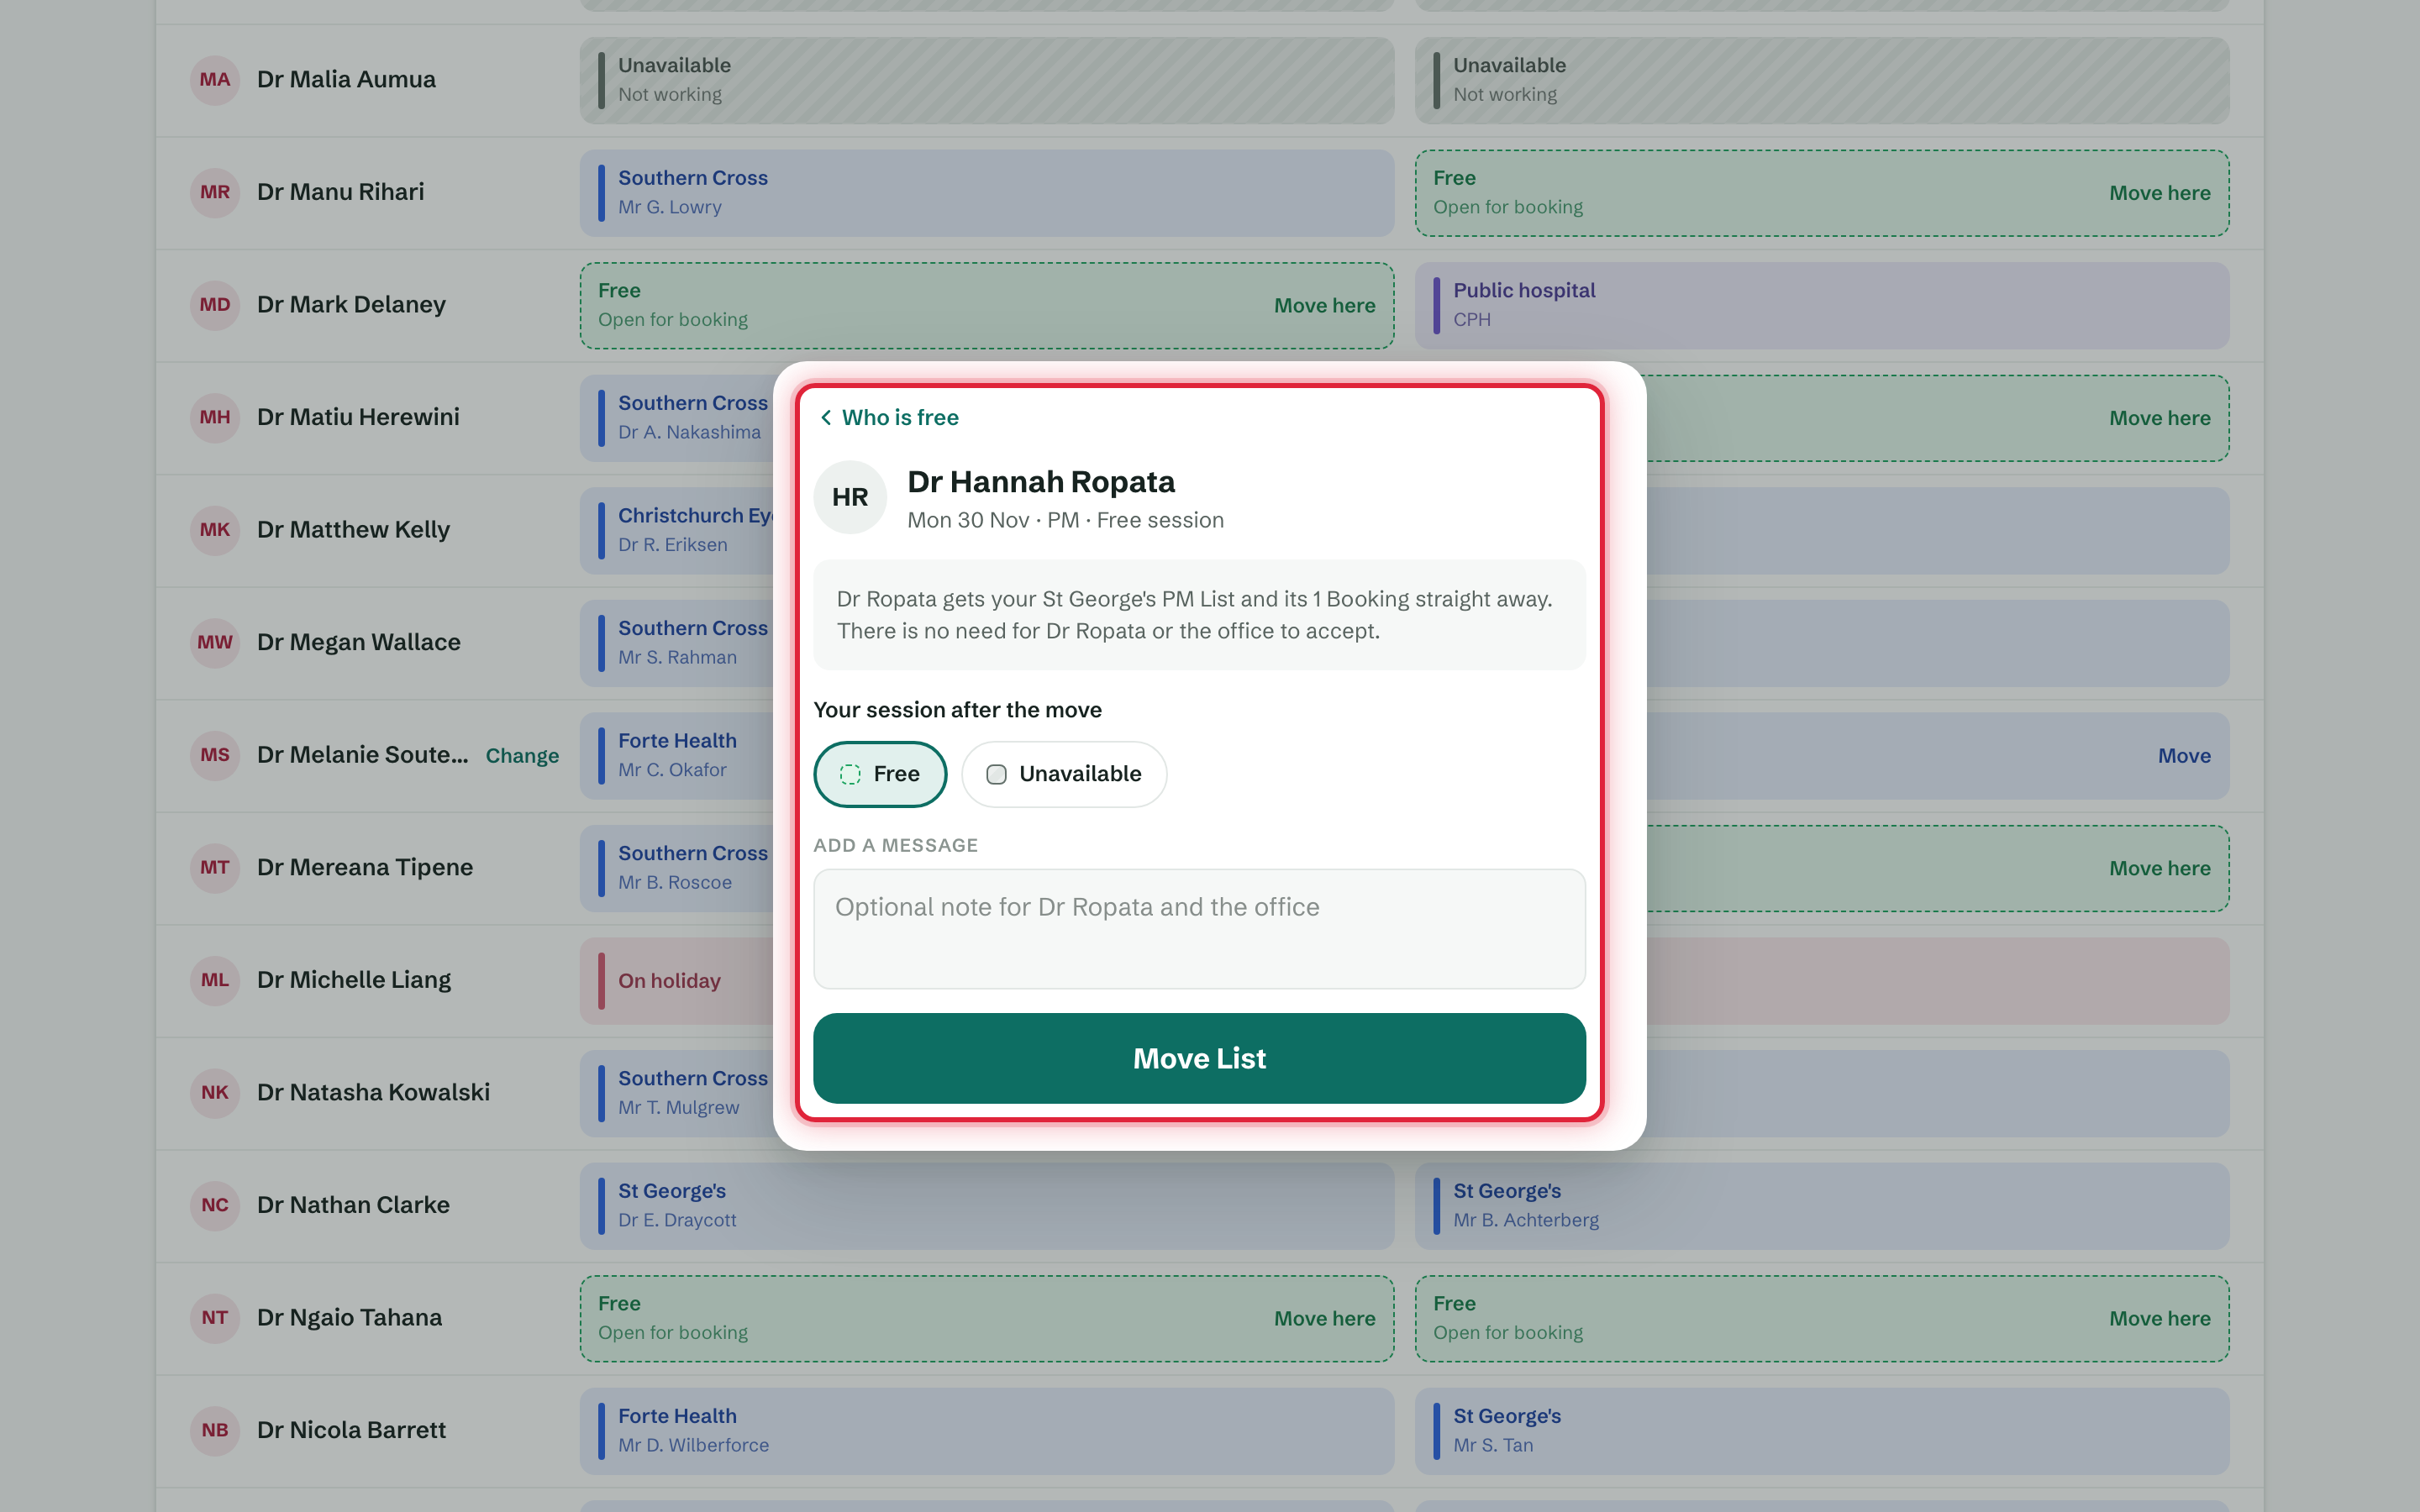 MA
Dr Malia Aumua
Unavailable
Not working
Unavailable
Not working
MR
Dr Manu Rihari
Southern Cross
Mr G. Lowry
Free
Open for booking
Move here
MD
Dr Mark Delaney
Free
Open for booking
Move here
Public hospital
CPH
MH
Dr Matiu Herewini
Southern Cross
Dr A. Nakashima
Move here
MK
Dr Matthew Kelly
Christchurch Ey
Dr R. Eriksen
MW
Dr Megan Wallace
Southern Cross
Mr S. Rahman
MS
Dr Melanie Soute...
Change
Forte Health
Mr C. Okafor
Move
MT
Dr Mereana Tipene
Southern Cross
Mr B. Roscoe
Move here
ML
Dr Michelle Liang
On holiday
NK
Dr Natasha Kowalski
Southern Cross
Mr T. Mulgrew
NC
Dr Nathan Clarke
St George's
Dr E. Draycott
St George's
Mr B. Achterberg
NT
Dr Ngaio Tahana
Free
Open for booking
Move here
Free
Open for booking
Move here
NB
Dr Nicola Barrett
Forte Health
Mr D. Wilberforce
St George's
Mr S. Tan
Who is free
HR
Dr Hannah Ropata
Mon 30 Nov · PM · Free session
Dr Ropata gets your St George's PM List and its 1 Booking straight away.
There is no need for Dr Ropata or the office to accept.
Your session after the move
Free
Unavailable
ADD A MESSAGE
Optional note for Dr Ropata and the office
Move List